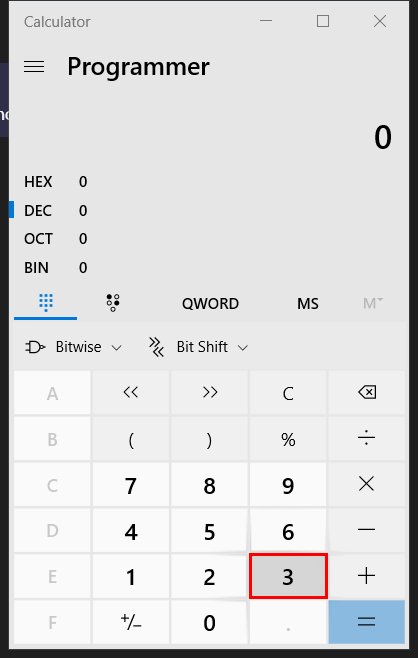 Calculator
Programmer
0
HEX 0
DEC 0
OCT 0
BIN 0
QWORD MS M
Bitwise Bit Shift
A << >> C
B ( ) % ÷
C 7 8 9 ×
D 4 5 6 −
E 1 2 3 +
F +/− 0 . =